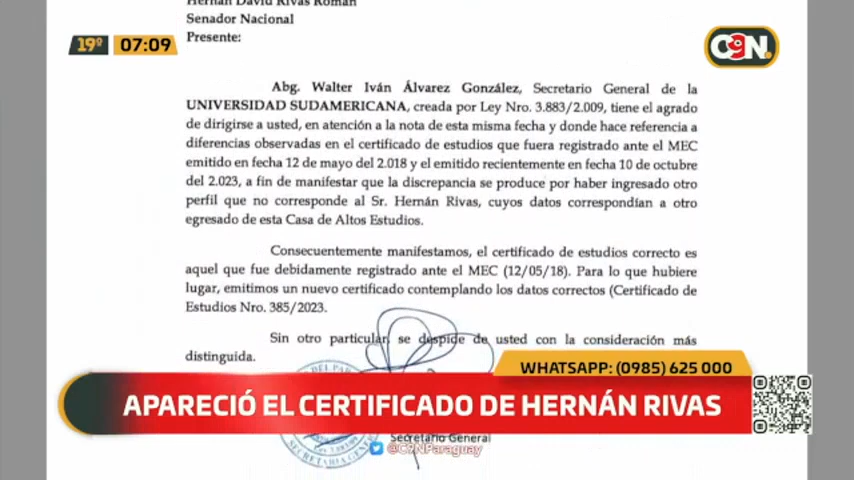 Hernán David Rivas Román
Senador Nacional
Presente:
19º
07:09
C9N.
Abg. Walter Iván Álvarez González, Secretario General de la
UNIVERSIDAD SUDAMERICANA, creada por Ley Nro. 3.883/2.009, tiene el agrado
de dirigirse a usted, en atención a la nota de esta misma fecha y donde hace referencia a
diferencias observadas en el certificado de estudios que fuera registrado ante el MEC
emitido en fecha 12 de mayo del 2.018 y el emitido recientemente en fecha 10 de octubre
del 2.023, a fin de manifestar que la discrepancia se produce por haber ingresado otro
perfil que no corresponde al Sr. Hernán Rivas, cuyos datos correspondían a otro
egresado de esta Casa de Altos Estudios.
Consecuentemente manifestamos, el certificado de estudios correcto es
aquel que fue debidamente registrado ante el MEC (12/05/18). Para lo que hubiere
lugar, emitimos un nuevo certificado contemplando los datos correctos (Certificado de
Estudios Nro. 385/2023.
Sin otro particular, se despide de usted con la consideración más
distinguida.
WHATSAPP: (0985) 625 000
APARECIÓ EL CERTIFICADO DE HERNÁN RIVAS
Secretario General
@C9NParaguay